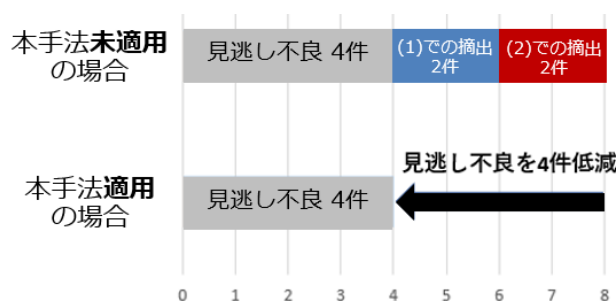 本手法未適用
の場合
見逃し不良 4件
(1)での摘出
2件
(2)での摘出
2件
見逃し不良を4件低減
本手法適用
の場合
見逃し不良 4件
0 1 2 3 4 5 6 7 8